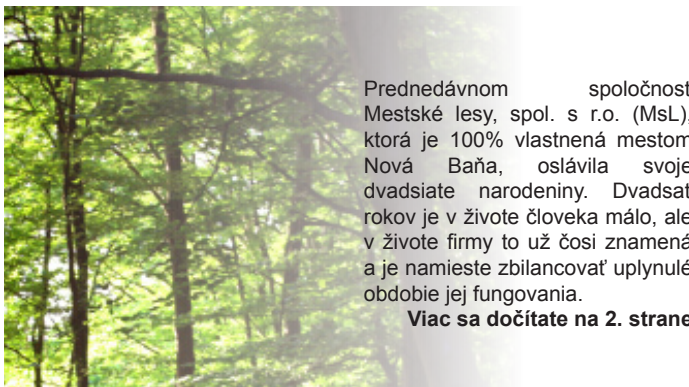 Prednedávnom spoločnosť
Mestské lesy, spol. s r.o. (MsL),
ktorá je 100% vlastnená mestom
Nová Baňa, oslávila svoje
dvadsiate narodeniny. Dvadsať
rokov je v živote človeka málo, ale
v živote firmy to už čosi znamená
a je namieste zbilancovať uplynulé
obdobie jej fungovania.
Viac sa dočítate na 2. strane